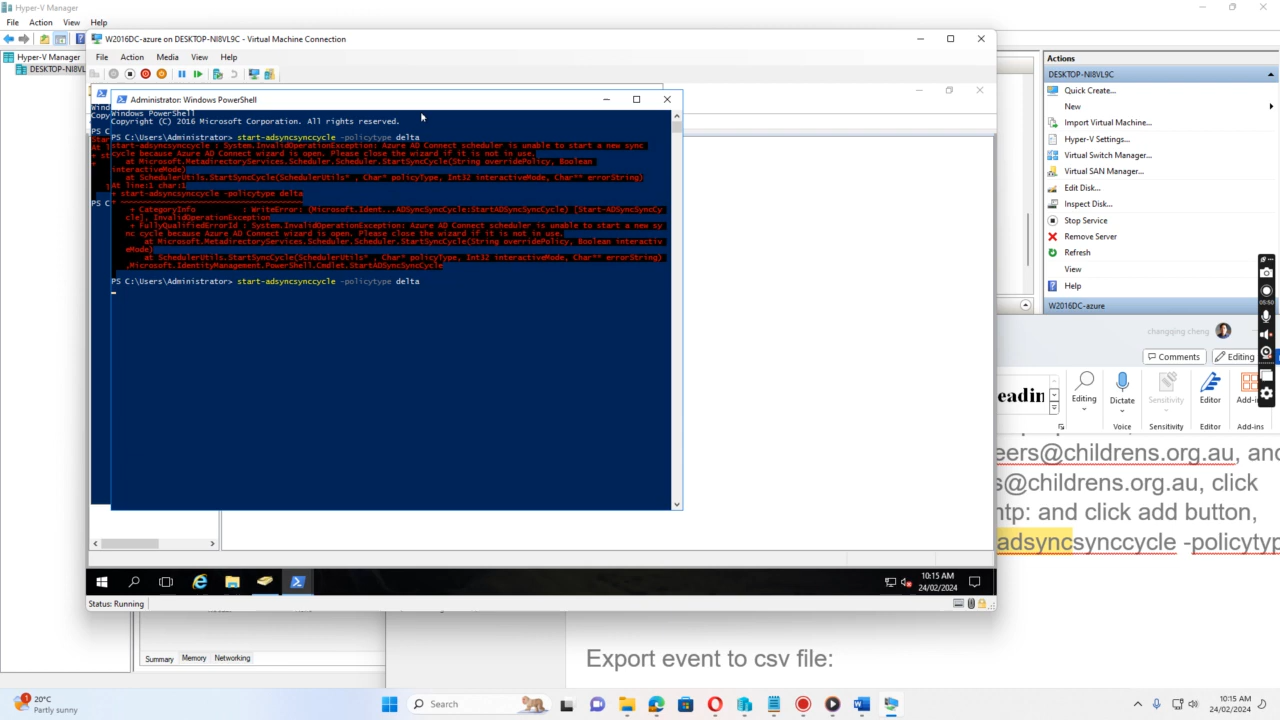 Hyper-V Manager
File Action View Help
W2016DC-azure on DESKTOP-NI8VL9C - Virtual Machine Connection
File Action Media View Help
Hyper-V Manager
DESKTOP-NI8VL
Administrator: Windows PowerShell
Windows PowerShell
Copyright (C) 2016 Microsoft Corporation. All rights reserved.
PS C:\Users\Administrator> start-adsyncsynccycle -policytype delta
start-adsyncsynccycle : System.InvalidOperationException: Azure AD Connect scheduler is unable to start a new sync
cycle because Azure AD Connect wizard is open. Please close the wizard if it is not in use.
at Microsoft.MetadirectoryServices.Scheduler.Scheduler.StartSyncCycle(String overridePolicy, Boolean
interactiveMode)
at SchedulerUtils.StartSyncCycle(SchedulerUtils* , Char* policyType, Int32 interactiveMode, Char** errorString)
At line:1 char:1
+ start-adsyncsynccycle -policytype delta
+ CategoryInfo : WriteError: (Microsoft.Ident...ADSyncSyncCycle:StartADSyncSyncCycle) [Start-ADSyncSyncCy
cle], InvalidOperationException
+ FullyQualifiedErrorId : System.InvalidOperationException: Azure AD Connect scheduler is unable to start a new sy
nc cycle because Azure AD Connect wizard is open. Please close the wizard if it is not in use.
at Microsoft.MetadirectoryServices.Scheduler.Scheduler.StartSyncCycle(String overridePolicy, Boolean interactiv
eMode)
at SchedulerUtils.StartSyncCycle(SchedulerUtils* , Char* policyType, Int32 interactiveMode, Char** errorString)
,Microsoft.IdentityManagement.PowerShell.Cmdlet.StartADSyncSyncCycle
PS C:\Users\Administrator> start-adsyncsynccycle -policytype delta
10:15 AM
24/02/2024
Status: Running
Summary Memory Networking
Actions
DESKTOP-NI8VL9C
Quick Create...
New
Import Virtual Machine...
Hyper-V Settings...
Virtual Switch Manager...
Virtual SAN Manager...
Edit Disk...
Inspect Disk...
Stop Service
Remove Server
Refresh
View
Help
W2016DC-azure
05:50
changqing cheng
Comments Editing
eadin
Editing Dictate Sensitivity Editor Add-
Voice Sensitivity Editor Add-ins
eers@childrens.org.au, and
s@childrens.org.au, click
ntp: and click add button,
adsyncsynccycle -policytyp
Export event to csv file:
1
20°C
Partly sunny
Search
10:15 AM
24/02/2024